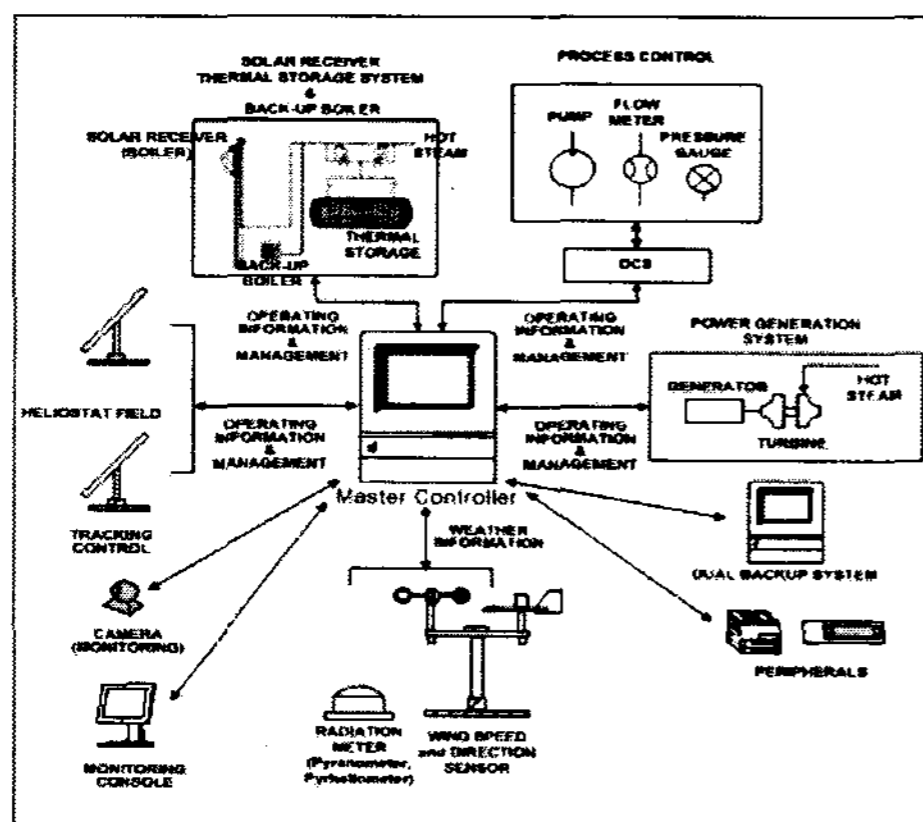 SOLAR RECEIVER
THERMAL STORAGE SYSTEM
&
BACK-UP BOILER
SOLAR RECEIVER
(BOILER)
HOT
STEAM
THERMAL
STORAGE
BACK-UP
BOILER
PROCESS CONTROL
PUMP
FLOW
METER
PRESSURE
GAUGE
DCS
OPERATING
INFORMATION
&
MANAGEMENT
OPERATING
INFORMATION
&
MANAGEMENT
POWER GENERATION
SYSTEM
GENERATOR
HOT
STEAM
TURBINE
HELIOSTAT FIELD
OPERATING
INFORMATION
&
MANAGEMENT
OPERATING
INFORMATION
&
MANAGEMENT
Master Controller
TRACKING
CONTROL
WEATHER
INFORMATION
DUAL BACKUP SYSTEM
CAMERA
(MONITORING)
PERIPHERALS
MONITORING
CONSOLE
RADIATION
METER
(Pyranometer,
Pyrheliometer)
WIND SPEED
and DIRECTION
SENSOR